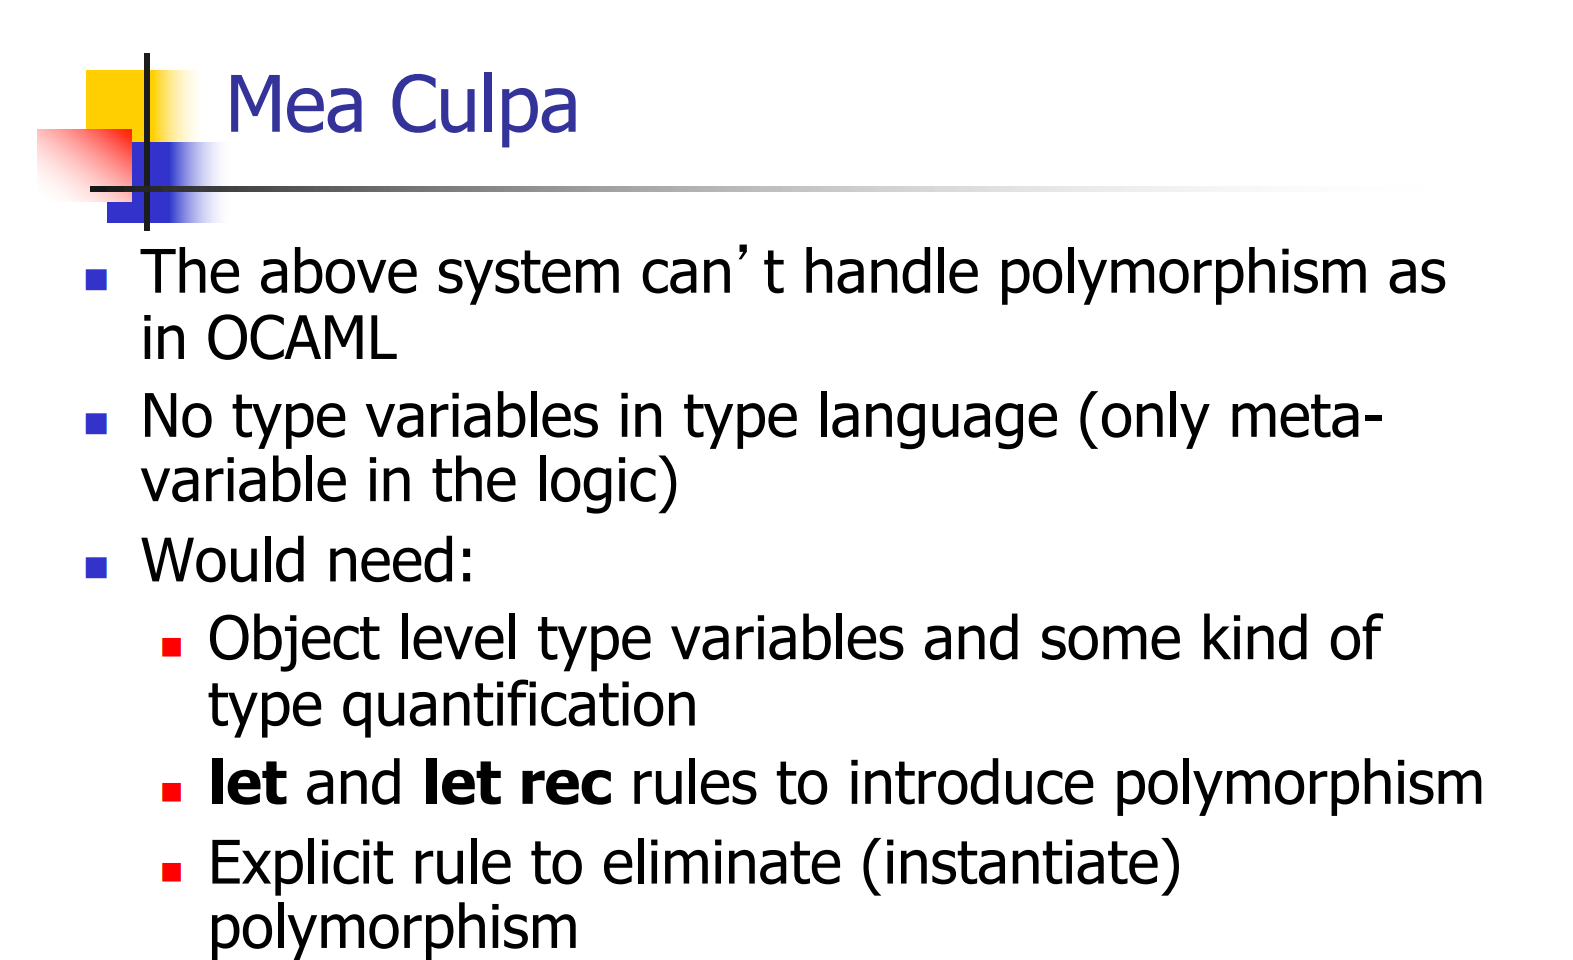 Mea Culpa
The above system can’t handle polymorphism as
in OCAML
No type variables in type language (only meta-
variable in the logic)
Would need:
Object level type variables and some kind of
type quantification
let and let rec rules to introduce polymorphism
Explicit rule to eliminate (instantiate)
polymorphism